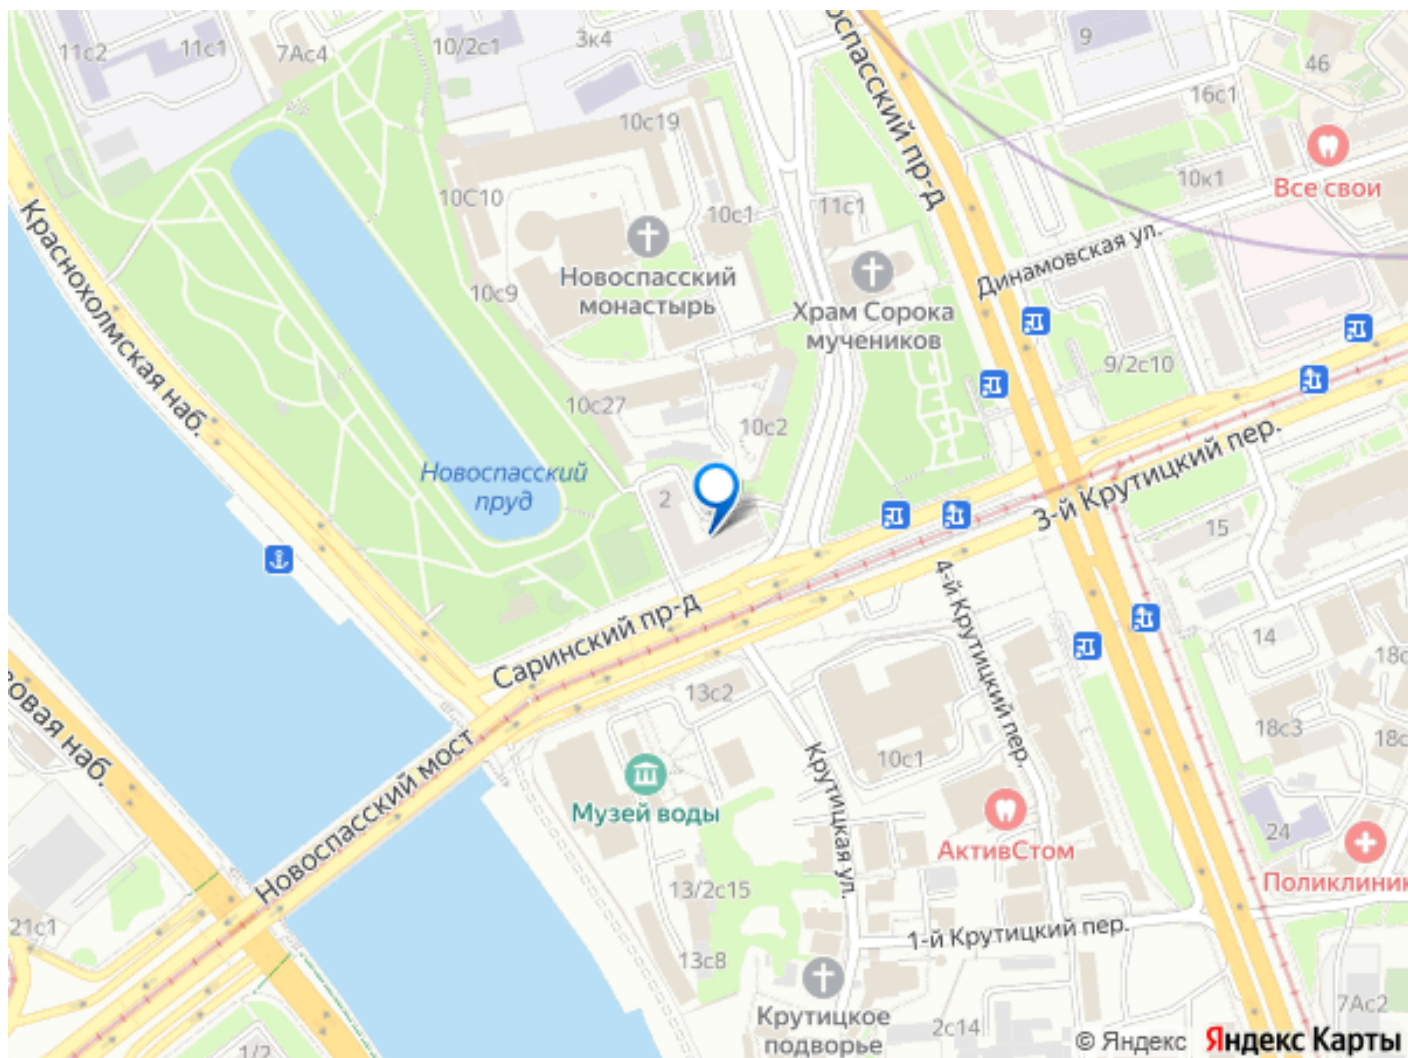 11с2
11с1
7Ас4
10/2с1
3к4
9
46
16с1
10с19
Все свои
10к1
10С10
10с1
11с1
Новоспасский
монастырь
Храм Сорока
мучеников
Динамовская ул.
Краснохолмская наб.
10с9
9/2с10
10с27
10с2
3-й Крутицкий пер.
Новоспасский
пруд
2
15
4-й Крутицкий пер.
Саринский пр-д
14
13с2
18с3
Новоспасский мост
10с1
Крутицкая ул.
Музей воды
АктивСтом
24
13/2с15
21с1
1-й Крутицкий пер.
13с8
Крутицкое
подворье
2с14
7Ас2
1/2
© Яндекс Яндекс Карты